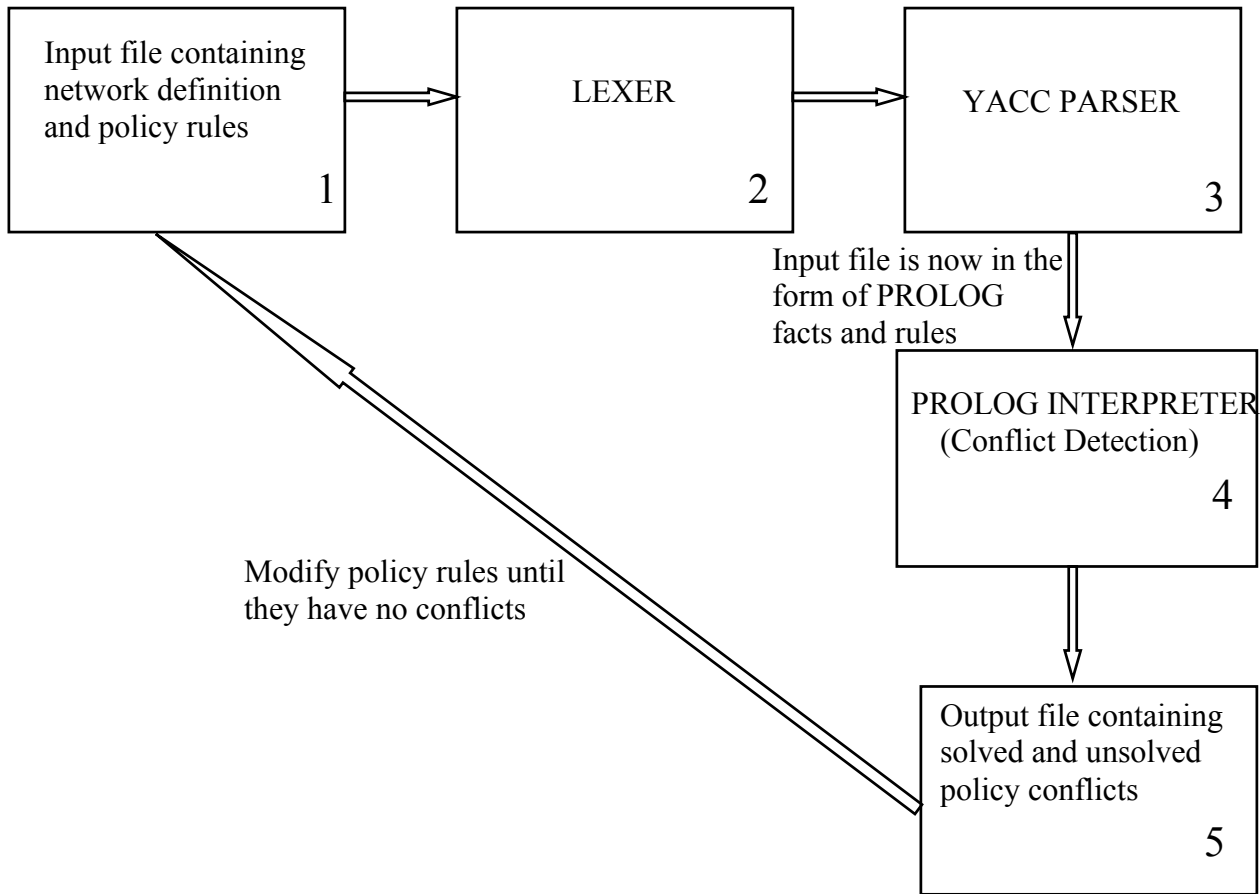 Input file containing
network definition
and policy rules
1
LEXER
2
YACC PARSER
3
Input file is now in the
form of PROLOG
facts and rules
PROLOG INTERPRETER
(Conflict Detection)
4
Modify policy rules until
they have no conflicts
Output file containing
solved and unsolved
policy conflicts
5